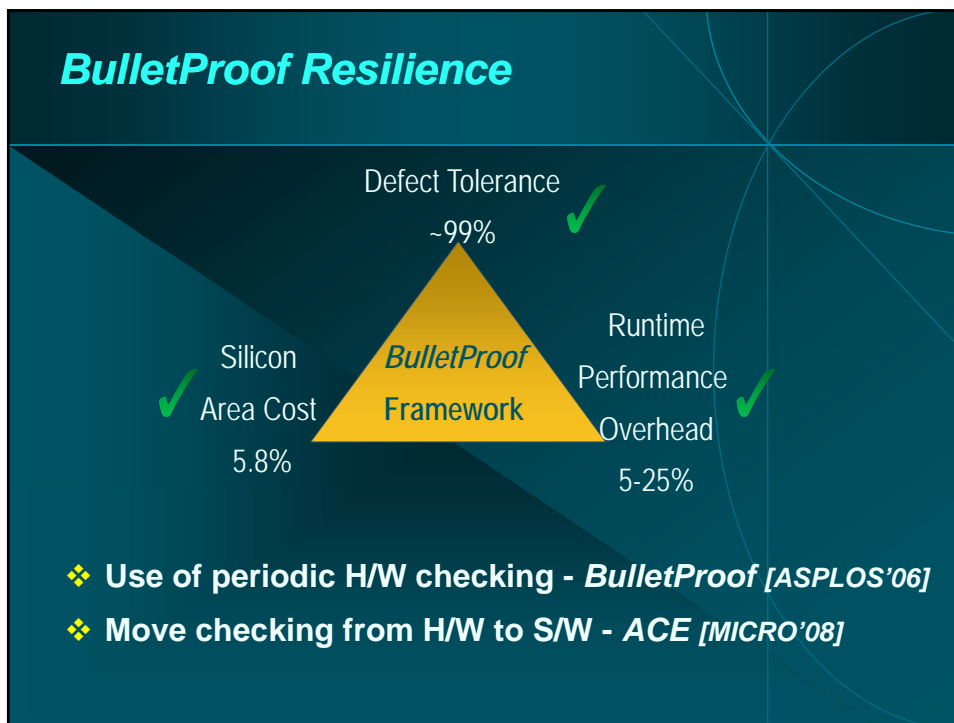 BulletProof Resilience
Defect Tolerance
~99%
Silicon
Area Cost
5.8%
BulletProof
Framework
Runtime
Performance
Overhead
5-25%
Use of periodic H/W checking - BulletProof [ASPLOS’06]
Move checking from H/W to S/W - ACE [MICRO’08]